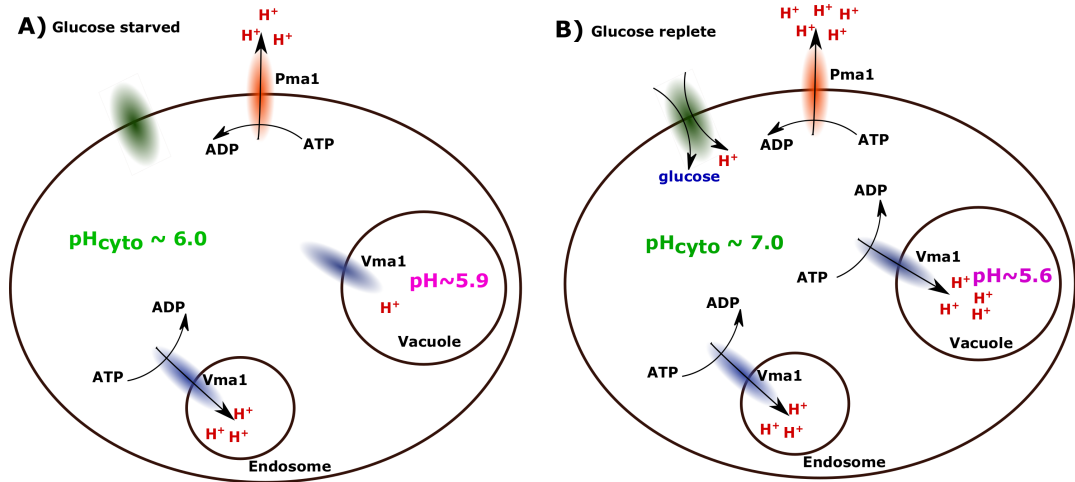 A) Glucose starved
H⁺
H⁺ H⁺
Pma1
ADP
ATP
pHcyto ~ 6.0
Vma1
pH~5.9
H⁺
Vacuole
ADP
ATP
Vma1
H⁺
H⁺ H⁺
Endosome
B) Glucose replete
H⁺ H⁺ H⁺
H⁺ H⁺
Pma1
ADP
ATP
H⁺
glucose
ADP
pHcyto ~ 7.0
Vma1
ATP
H⁺ pH~5.6
H⁺
H⁺ H⁺
Vacuole
ADP
ATP
Vma1
H⁺
H⁺ H⁺
Endosome